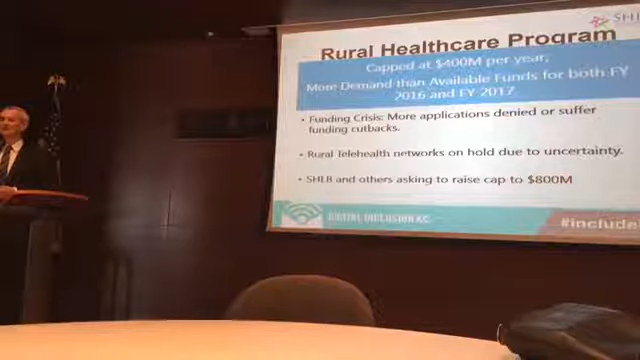 SHLB
Rural Healthcare Program
Capped at $400M per year;
More Demand than Available Funds for both FY
2016 and FY 2017
• Funding Crisis: More applications denied or suffer
funding cutbacks.
• Rural Telehealth networks on hold due to uncertainty.
• SHLB and others asking to raise cap to $800M
DIGITAL INCLUSION KC
#include